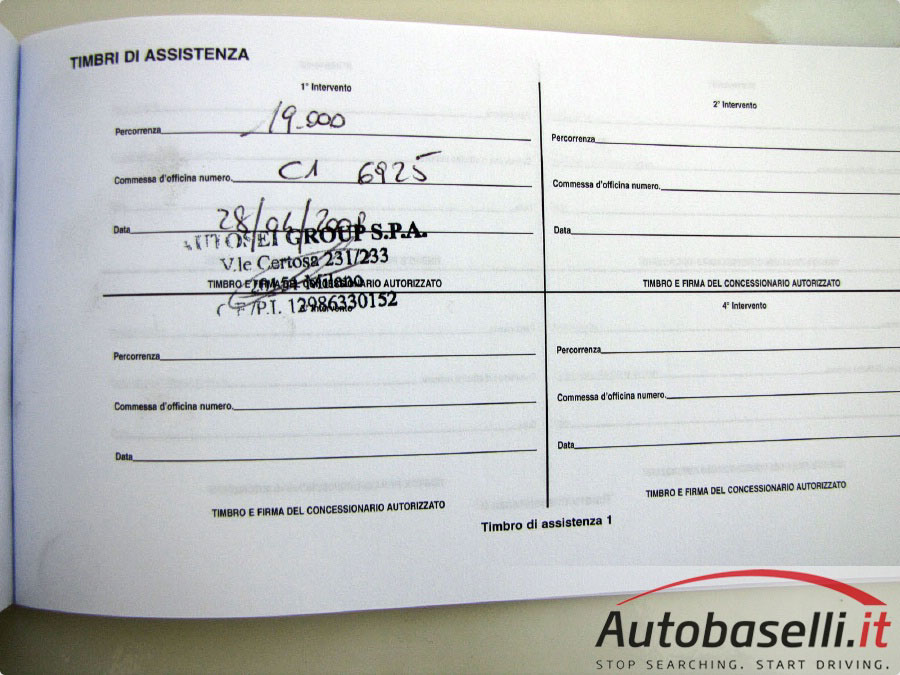 TIMBRI DI ASSISTENZA
1° Intervento
Percorrenza 19.000
Commessa d'officina numero. C1 6925
Data 28/04/2008
AUTOSEI GROUP S.P.A.
V.le Certosa 231/233
TIMBRO E FIRMA DEL CONCESSIONARIO AUTORIZZATO
Milano
P.I. 12986330152
2° Intervento
Percorrenza
Commessa d'officina numero.
Data
TIMBRO E FIRMA DEL CONCESSIONARIO AUTORIZZATO
Intervento
Percorrenza
Commessa d'officina numero.
Data
TIMBRO E FIRMA DEL CONCESSIONARIO AUTORIZZATO
4° Intervento
Percorrenza
Commessa d'officina numero.
Data
TIMBRO E FIRMA DEL CONCESSIONARIO AUTORIZZATO
Timbro di assistenza 1
Autobaselli.it
STOP SEARCHING. START DRIVING.